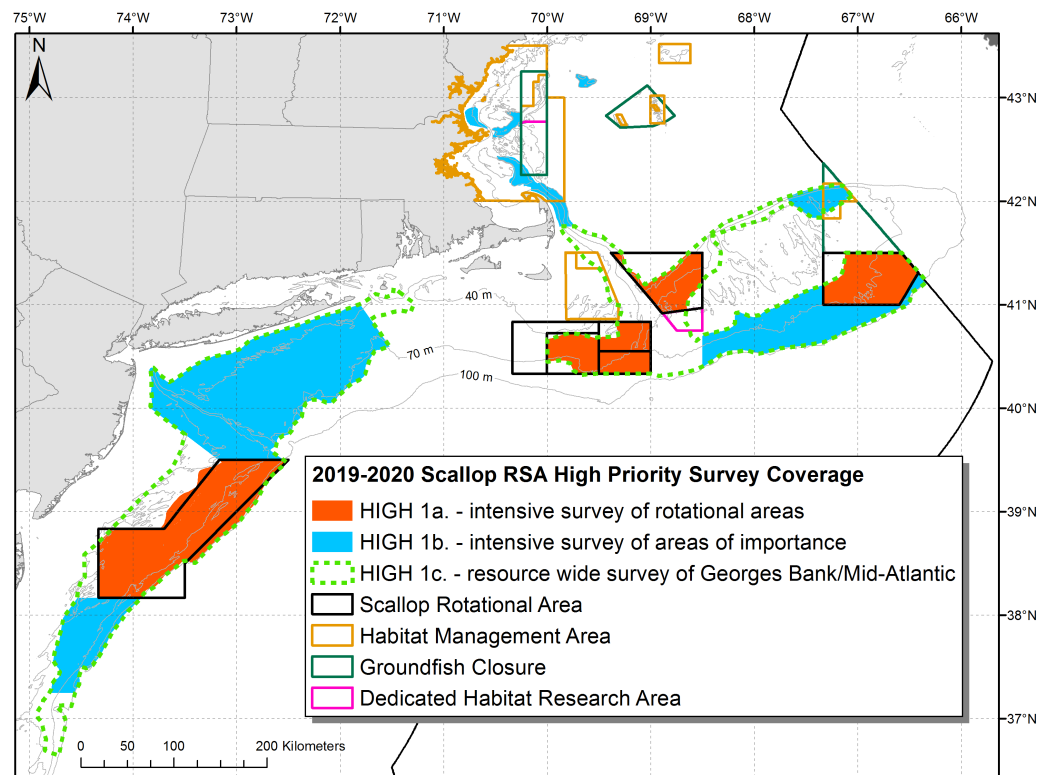 75°W 74°W 73°W 72°W 71°W 70°W 69°W 68°W 67°W 66°W
N
43°N
42°N
41°N
40 m
70 m
100 m
40°N
2019-2020 Scallop RSA High Priority Survey Coverage
HIGH 1a. - intensive survey of rotational areas
HIGH 1b. - intensive survey of areas of importance
39°N
HIGH 1c. - resource wide survey of Georges Bank/Mid-Atlantic
Scallop Rotational Area
Habitat Management Area
38°N
Groundfish Closure
Dedicated Habitat Research Area
37°N
0 50 100 200 Kilometers